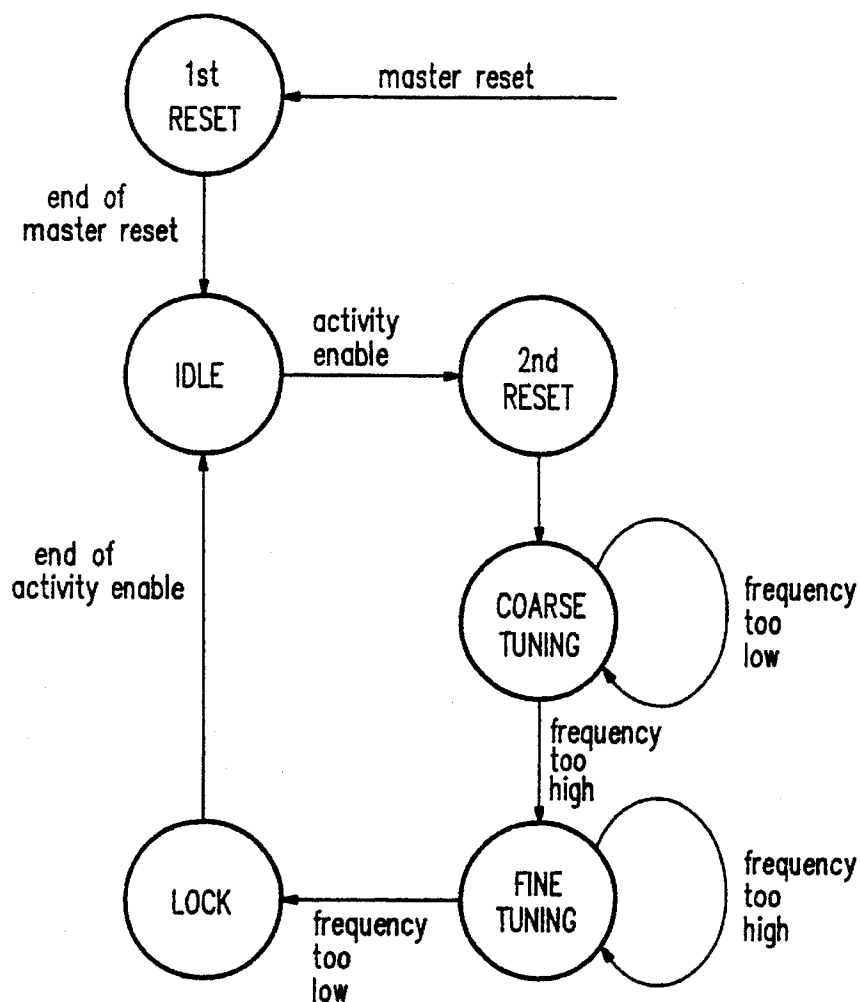 1st
RESET
master reset
end of
master reset
IDLE
activity
enable
2nd
RESET
end of
activity enable
COARSE
TUNING
frequency
too
low
frequency
too
high
LOCK
frequency
too
low
FINE
TUNING
frequency
too
high